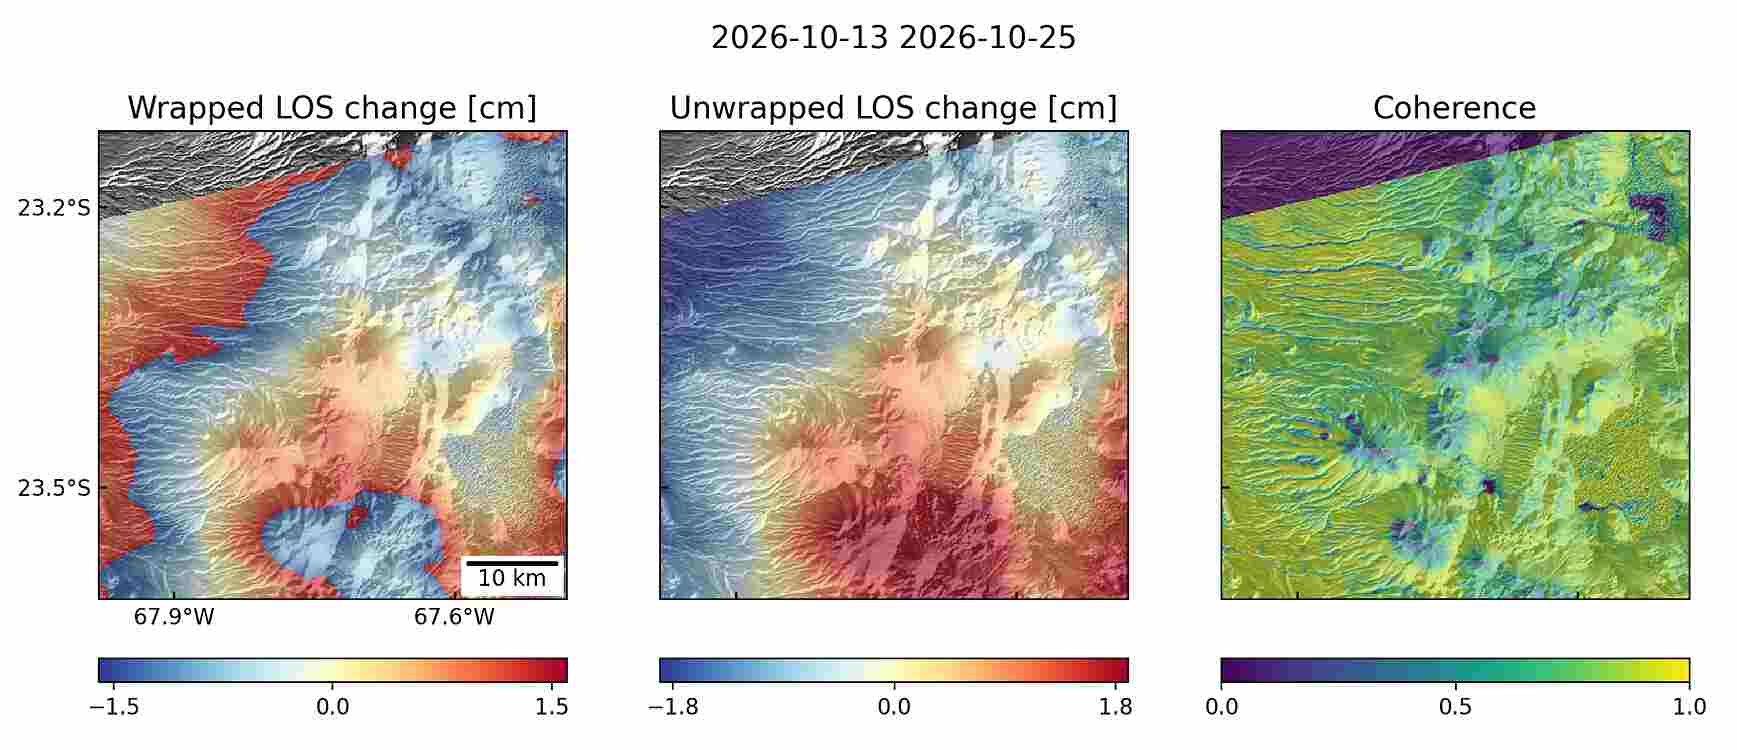 2026-10-13 2026-10-25
Wrapped LOS change [cm]
Unwrapped LOS change [cm]
Coherence
23.2°S
23.5°S
10 km
67.9°W
67.6°W
−1.5
0.0
1.5
−1.8
0.0
1.8
0.0
0.5
1.0